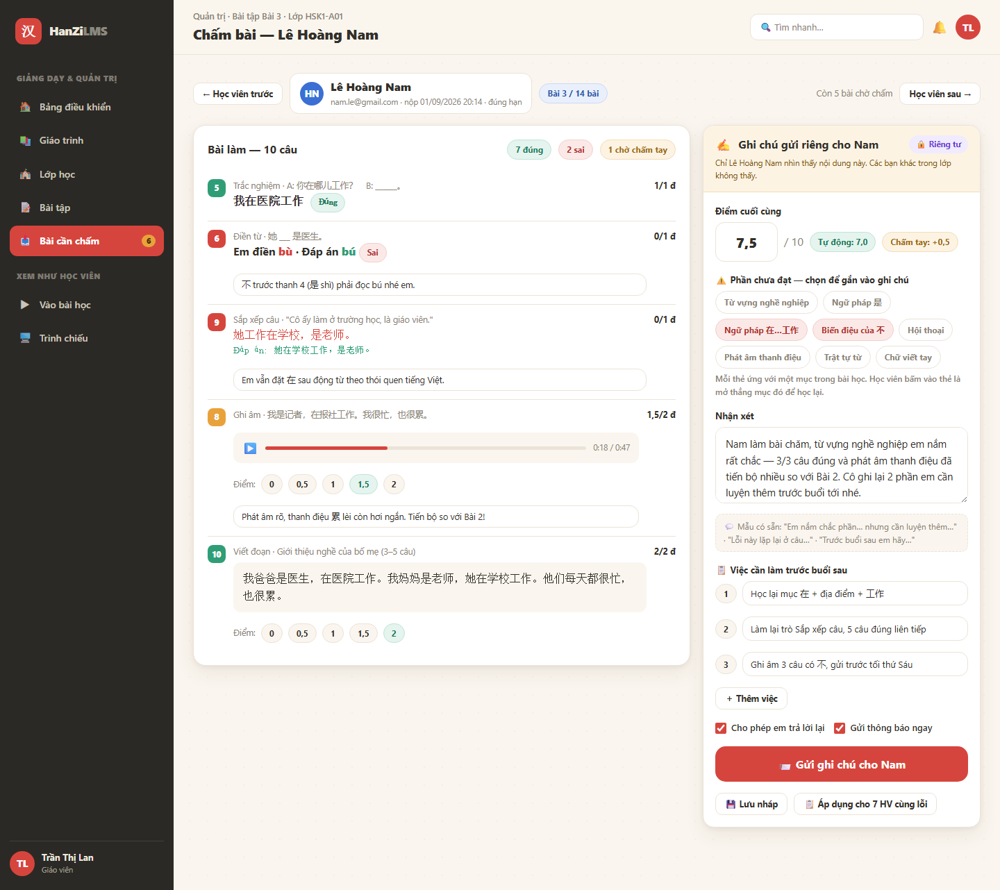 汉 HanZiLMS
GIẢNG DẠY & QUẢN TRỊ
Bảng điều khiển
Giáo trình
Lớp học
Bài tập
Bài cần chấm 6
XEM NHƯ HỌC VIÊN
Vào bài học
Trình chiếu
TL Trần Thị Lan
Giáo viên
Quản trị · Bài tập Bài 3 · Lớp HSK1-A01
Chấm bài — Lê Hoàng Nam
Tìm nhanh...
TL
← Học viên trước
HN Lê Hoàng Nam
nam.le@gmail.com · nộp 01/09/2026 20:14 · đúng hạn
Bài 3 / 14 bài
Còn 5 bài chờ chấm
Học viên sau →
Bài làm — 10 câu
7 đúng
2 sai
1 chờ chấm tay
5 Trắc nghiệm · A: 你在哪儿工作？ B: _____。 1/1 đ
我在医院工作 Đúng
6 Điền từ · 她 __ 是医生。 0/1 đ
Em điền bù · Đáp án bú Sai
不 trước thanh 4 (是 shì) phải đọc bú nhé em.
9 Sắp xếp câu · "Cô ấy làm ở trường học, là giáo viên." 0/1 đ
她工作在学校，是老师。
Đáp án: 她在学校工作，是老师。
Em vẫn đặt 在 sau động từ theo thói quen tiếng Việt.
8 Ghi âm · 我是记者，在报社工作。我很忙，也很累。 1,5/2 đ
0:18 / 0:47
Điểm: 0 0,5 1 1,5 2
Phát âm rõ, thanh điệu 累 lèi còn hơi ngắn. Tiến bộ so với Bài 2!
10 Viết đoạn · Giới thiệu nghề của bố mẹ (3–5 câu) 2/2 đ
我爸爸是医生，在医院工作。我妈妈是老师，她在学校工作。他们每天都很忙，
也很累。
Điểm: 0 0,5 1 1,5 2
Ghi chú gửi riêng cho Nam
Riêng tư
Chỉ Lê Hoàng Nam nhìn thấy nội dung này. Các bạn khác trong lớp
không thấy.
Điểm cuối cùng
7,5 / 10 Tự động: 7,0 Chấm tay: +0,5
Phần chưa đạt — chọn để gắn vào ghi chú
Từ vựng nghề nghiệp
Ngữ pháp 是
Ngữ pháp 在...工作
Biến điệu của 不
Hội thoại
Phát âm thanh điệu
Trật tự từ
Chữ viết tay
Mỗi thẻ ứng với một mục trong bài học. Học viên bấm vào thẻ là
mở thẳng mục đó để học lại.
Nhận xét
Nam làm bài chăm, từ vựng nghề nghiệp em nắm
rất chắc — 3/3 câu đúng và phát âm thanh điệu đã
tiến bộ nhiều so với Bài 2. Cô ghi lại 2 phần em cần
luyện thêm trước buổi tới nhé.
Mẫu có sẵn: "Em nắm chắc phần... nhưng cần luyện thêm..."
· "Lỗi này lặp lại ở câu..." · "Trước buổi sau em hãy..."
Việc cần làm trước buổi sau
1 Học lại mục 在 + địa điểm + 工作
2 Làm lại trò Sắp xếp câu, 5 câu đúng liên tiếp
3 Ghi âm 3 câu có 不, gửi trước tối thứ Sáu
+ Thêm việc
Cho phép em trả lời lại
Gửi thông báo ngay
Gửi ghi chú cho Nam
Lưu nháp
Áp dụng cho 7 HV cùng lỗi